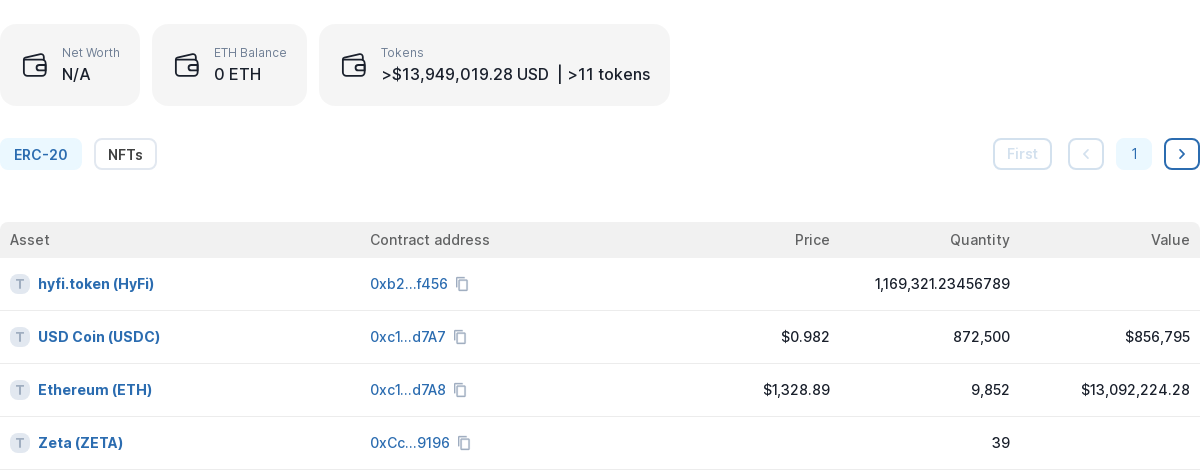 Net Worth
N/A
ETH Balance
0 ETH
Tokens
>$13,949,019.28 USD | >11 tokens
ERC-20 NFTs First 1
Asset Contract address Price Quantity Value
T hyfi.token (HyFi) 0xb2...f456 1,169,321.23456789
T USD Coin (USDC) 0xc1...d7A7 $0.982 872,500 $856,795
T Ethereum (ETH) 0xc1...d7A8 $1,328.89 9,852 $13,092,224.28
T Zeta (ZETA) 0xCc...9196 39